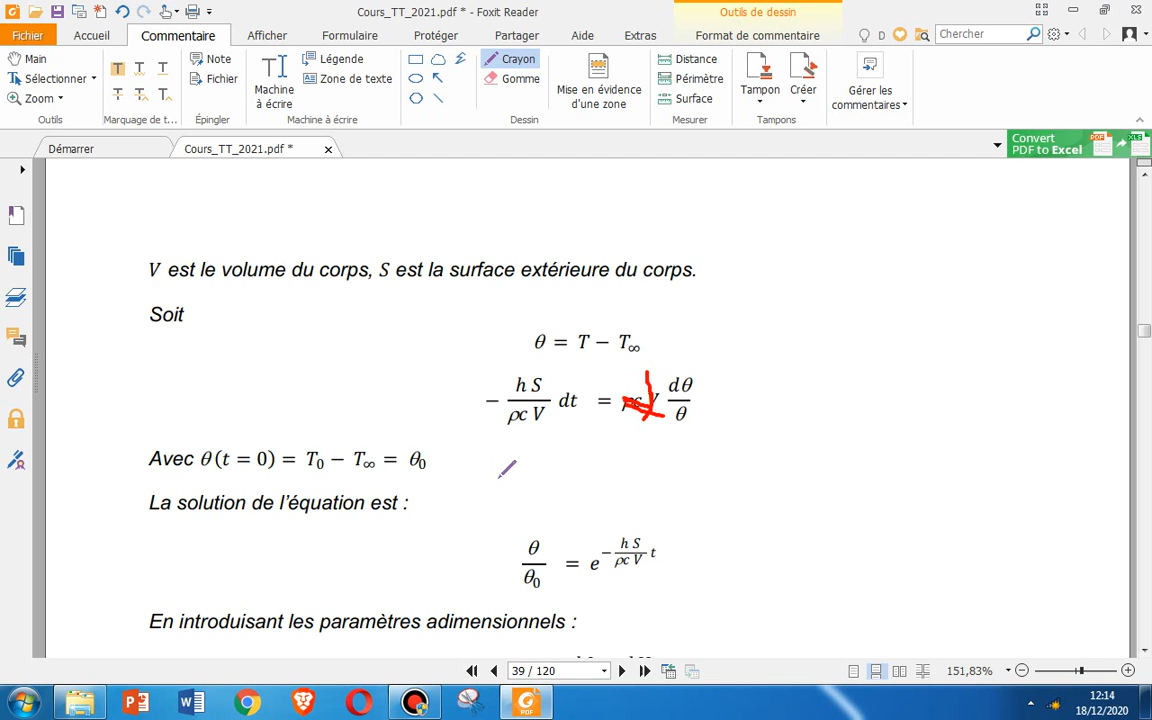 Cours_TT_2021.pdf * - Foxit Reader
Outils de dessin
Fichier Accueil Commentaire Afficher Formulaire Protéger Partager Aide Extras Format de commentaire D Chercher
Main
Sélectionner
Zoom
Outils
T T T
T T T
Marquage de t...
Note
Fichier
Épingler
Machine à écrire
Légende
Zone de texte
Machine à écrire
Crayon
Gomme
Dessin
Mise en évidence d'une zone
Distance
Périmètre
Surface
Mesurer
Tampon
Créer
Tampons
Gérer les commentaires
Démarrer
Cours_TT_2021.pdf *
Convert
PDF to Excel
V est le volume du corps, S est la surface extérieure du corps.
Soit
θ = T − T∞
− h S / ρc V dt = ρc V dθ / θ
Avec θ(t = 0) = T0 − T∞ = θ0
La solution de l'équation est :
θ / θ0 = e^(− h S / ρc V t)
En introduisant les paramètres adimensionnels :
39 / 120
151,83%
12:14
18/12/2020